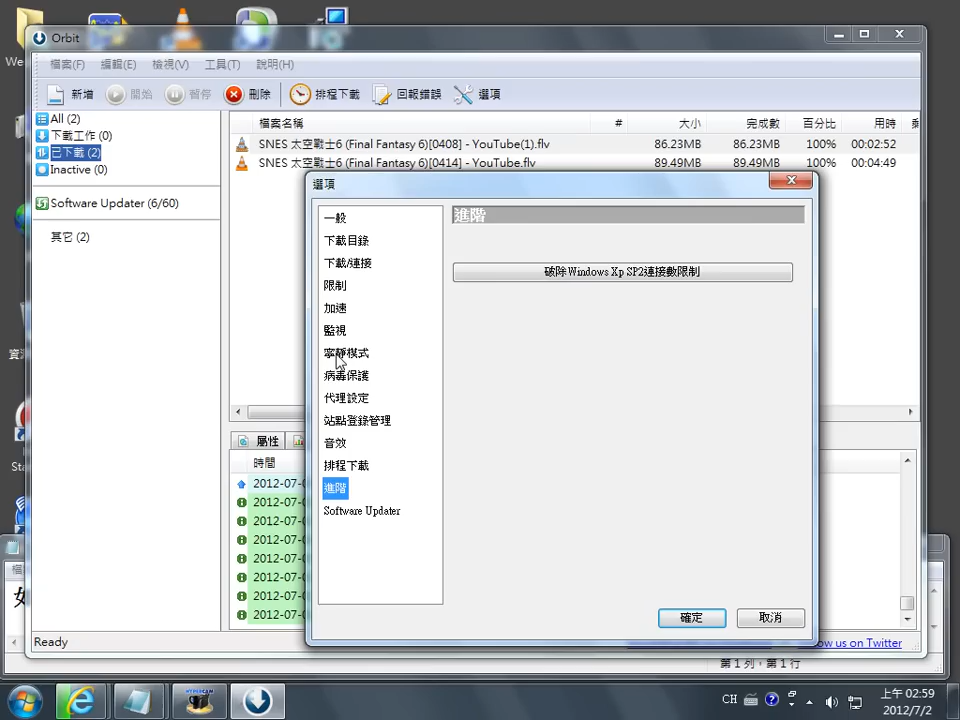 Orbit
檔案(F) 編輯(E) 檢視(V) 工具(T) 說明(H)
新增 開始 暫停 刪除 排程下載 回報錯誤 選項
All (2)
下載工作 (0)
已下載 (2)
Inactive (0)
Software Updater (6/60)
其它 (2)
檔案名稱 # 大小 完成數 百分比 用時
SNES 太空戰士6 (Final Fantasy 6)[0408] - YouTube(1).flv 86.23MB 86.23MB 100% 00:02:52
SNES 太空戰士6 (Final Fantasy 6)[0414] - YouTube.flv 89.49MB 89.49MB 100% 00:04:49
選項
一般
下載目錄
下載/連接
限制
加速
監視
寧靜模式
病毒保護
代理設定
站點登錄管理
音效
排程下載
進階
Software Updater
進階
破除Windows Xp SP2連接數限制
確定 取消
屬性
時間
2012-07-0
2012-07-0
2012-07-0
2012-07-0
2012-07-0
2012-07-0
2012-07-0
2012-07-0
Ready
ow us on Twitter
第 1 列，第 1 行
CH
上午 02:59
2012/7/2